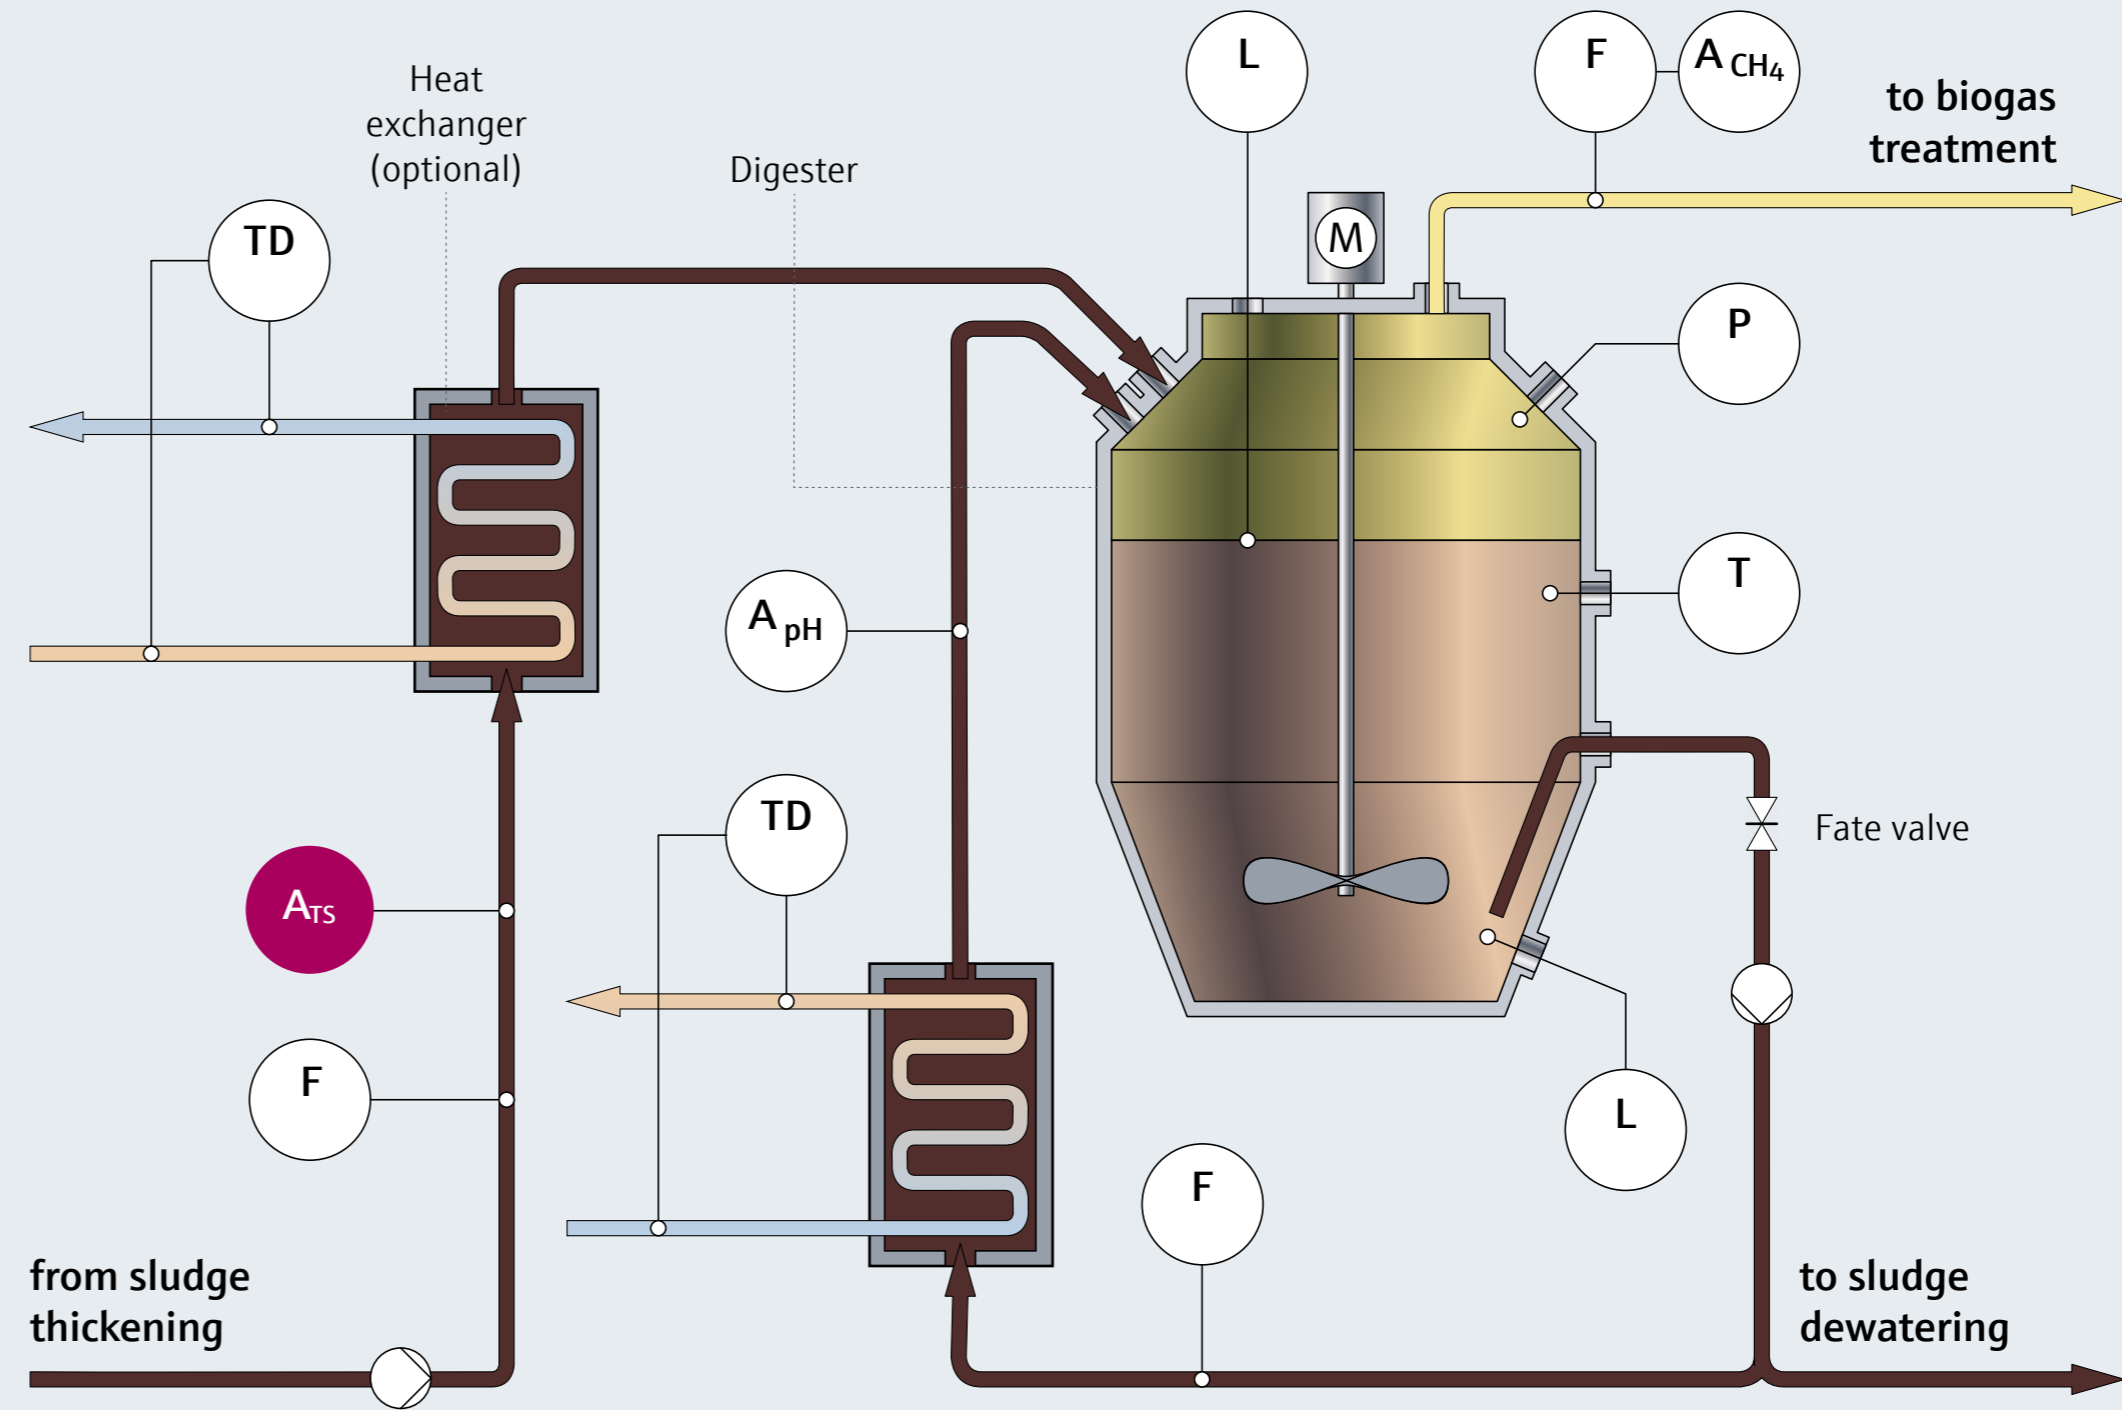 L
F
A CH4
Heat
exchanger
(optional)
to biogas
treatment
Digester
TD
M
P
T
A pH
TD
Fate valve
ATS
F
L
F
from sludge
thickening
to sludge
dewatering